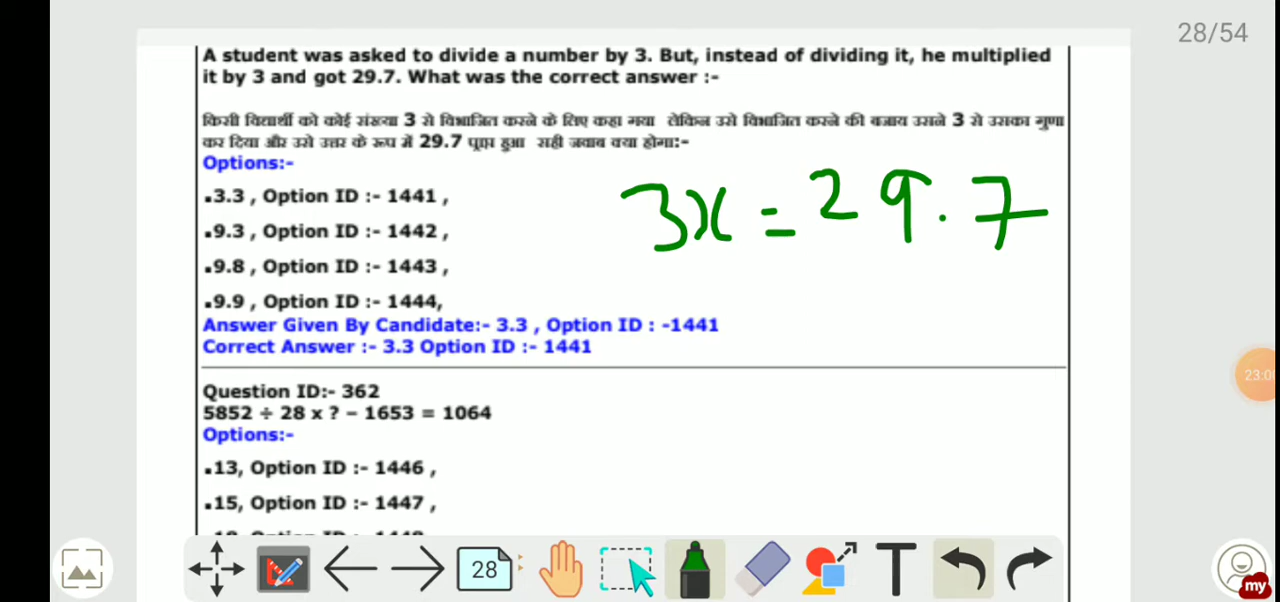 28/54
A student was asked to divide a number by 3. But, instead of dividing it, he multiplied
it by 3 and got 29.7. What was the correct answer :-
किसी विद्यार्थी को कोई संख्या 3 से विभाजित करने के लिए कहा गया लेकिन उसे विभाजित करने की बजाय उसने 3 से उसका गुणा
कर दिया और उसे उत्तर के रूप में 29.7 प्राप्त हुआ सही जवाब क्या होगा:-
Options:-
3x = 29.7
.3.3 , Option ID :- 1441 ,
.9.3 , Option ID :- 1442 ,
.9.8 , Option ID :- 1443 ,
.9.9 , Option ID :- 1444,
Answer Given By Candidate:- 3.3 , Option ID : -1441
Correct Answer :- 3.3 Option ID :- 1441
23:0
Question ID:- 362
5852 ÷ 28 x ? – 1653 = 1064
Options:-
.13, Option ID :- 1446 ,
.15, Option ID :- 1447 ,
28
T
my